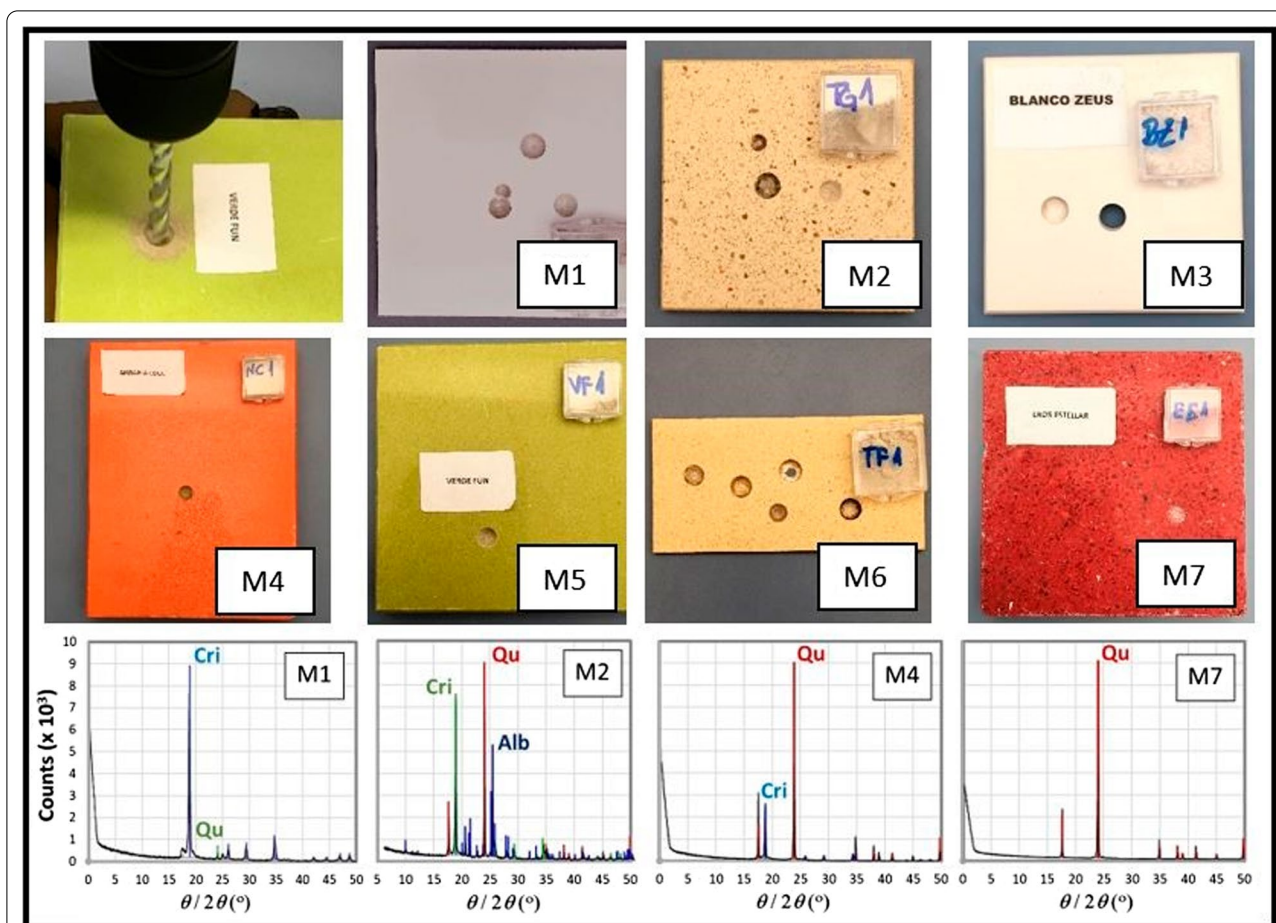 VERDE FUN
M1
TG1
M2
BLANCO ZEUS
BZ1
M3
NC1
M4
VF1
VERDE FUN
M5
TF1
M6
EROS ESTELLAR
EE1
M7
Counts (x 10³)
10
9
8
7
6
5
4
3
2
1
0
Cri
Qu
M1
0 5 10 15 20 25 30 35 40 45 50
θ / 2θ (º)
Qu
M2
Cri
Alb
10 15 20 25 30 35 40 45 50
θ / 2θ (º)
Qu
M4
Cri
0 5 10 15 20 25 30 35 40 45 50
θ / 2θ (º)
Qu
M7
0 5 10 15 20 25 30 35 40 45 50
θ / 2θ (º)